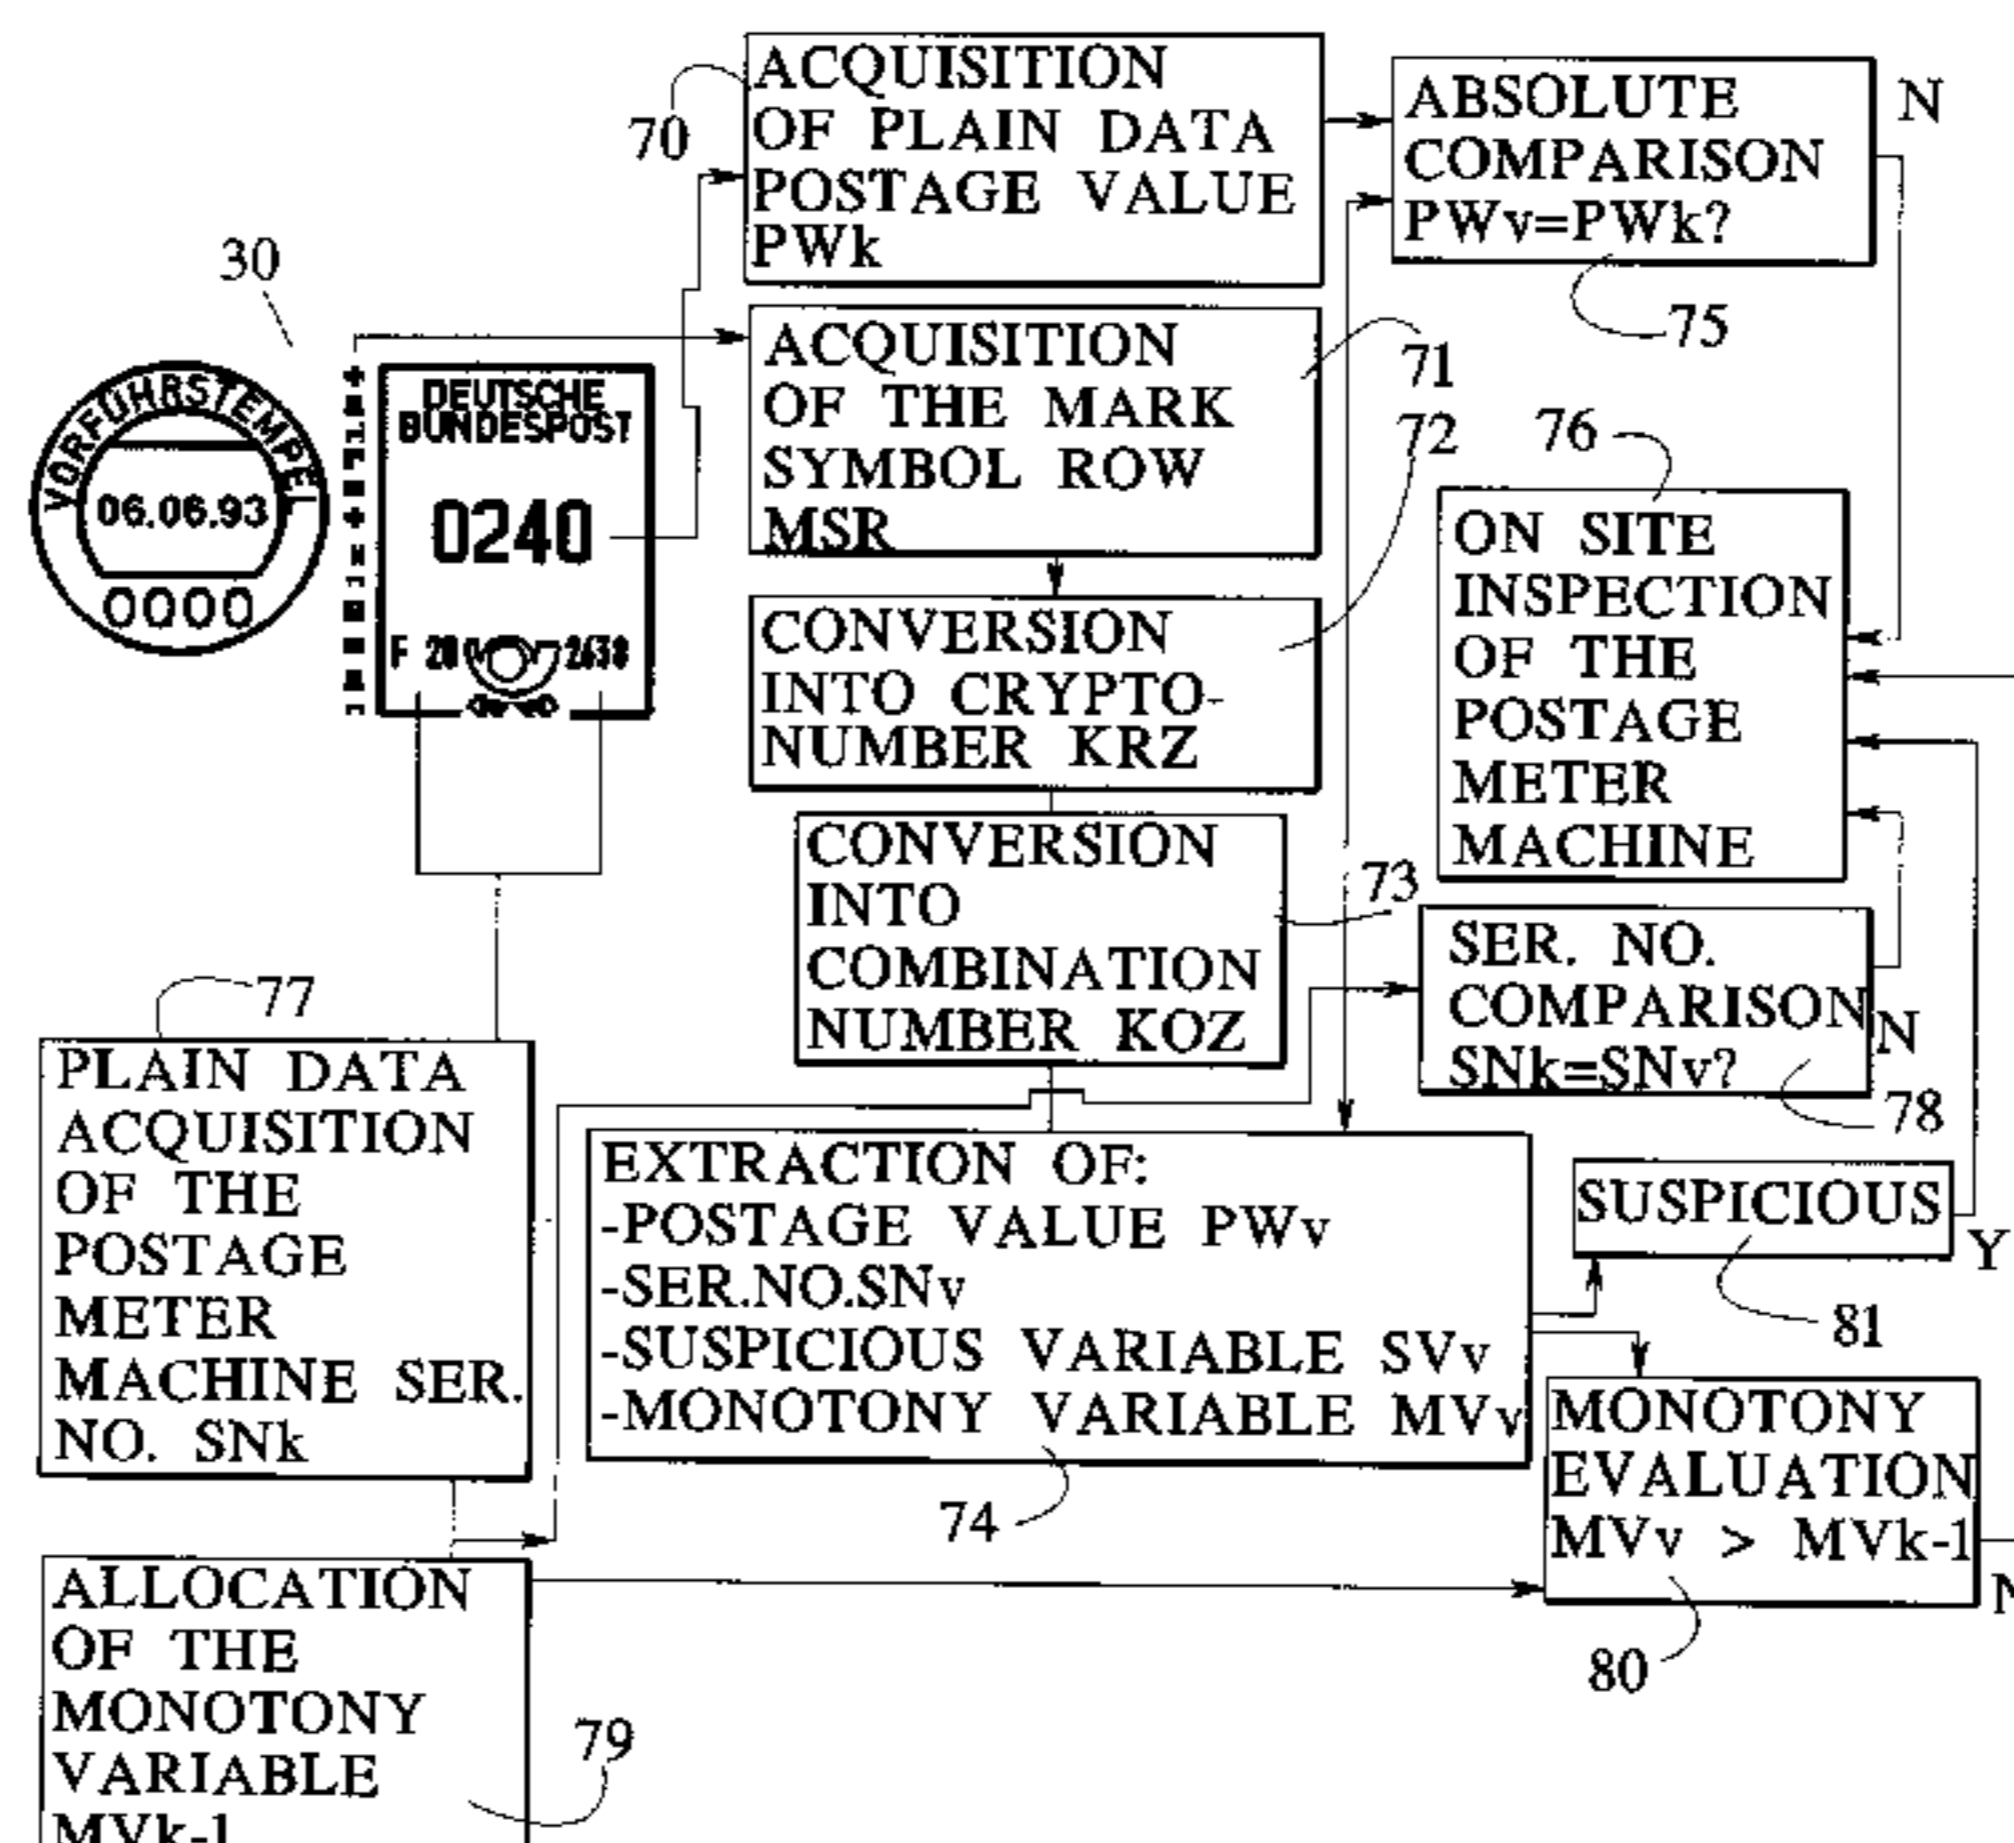 ACQUISITION
OF PLAIN DATA
POSTAGE VALUE
PWk
70
ABSOLUTE
COMPARISON
PWv=PWk?
N
75
30
VORFUHRSTEMPEL
06.06.93
0000
DEUTSCHE
BUNDESPOST
0240
F 20 2638
ACQUISITION
OF THE MARK
SYMBOL ROW
MSR
71
72
CONVERSION
INTO CRYPTO-
NUMBER KRZ
CONVERSION
INTO
COMBINATION
NUMBER KOZ
73
76
ON SITE
INSPECTION
OF THE
POSTAGE
METER
MACHINE
SER. NO.
COMPARISON
SNk=SNv?
N
78
77
PLAIN DATA
ACQUISITION
OF THE
POSTAGE
METER
MACHINE SER.
NO. SNk
EXTRACTION OF:
-POSTAGE VALUE PWv
-SER.NO.SNv
-SUSPICIOUS VARIABLE SVv
-MONOTONY VARIABLE MVv
74
SUSPICIOUS
Y
81
MONOTONY
EVALUATION
MVv > MVk-1
N
80
ALLOCATION
OF THE
MONOTONY
VARIABLE
MVk-1
79